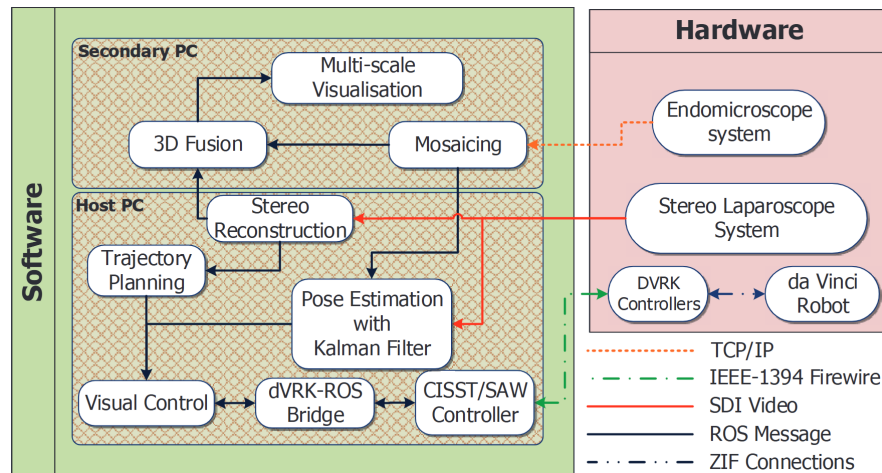 Software
Secondary PC
Multi-scale
Visualisation
3D Fusion
Mosaicing
Host PC
Stereo
Reconstruction
Trajectory
Planning
Pose Estimation
with
Kalman Filter
Visual Control
dVRK-ROS
Bridge
CISST/SAW
Controller
Hardware
Endomicroscope
system
Stereo Laparoscope
System
DVRK
Controllers
da Vinci
Robot
TCP/IP
IEEE-1394 Firewire
SDI Video
ROS Message
ZIF Connections